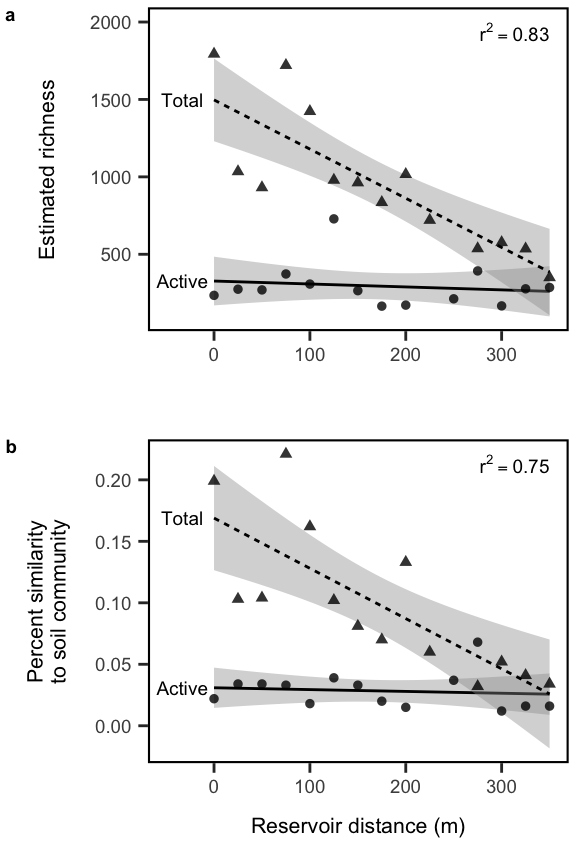 a
r² = 0.83
Estimated richness
2000
1500
1000
500
Total
Active
0 100 200 300
b
r² = 0.75
Percent similarity
to soil community
0.20
0.15
0.10
0.05
0.00
Total
Active
0 100 200 300
Reservoir distance (m)